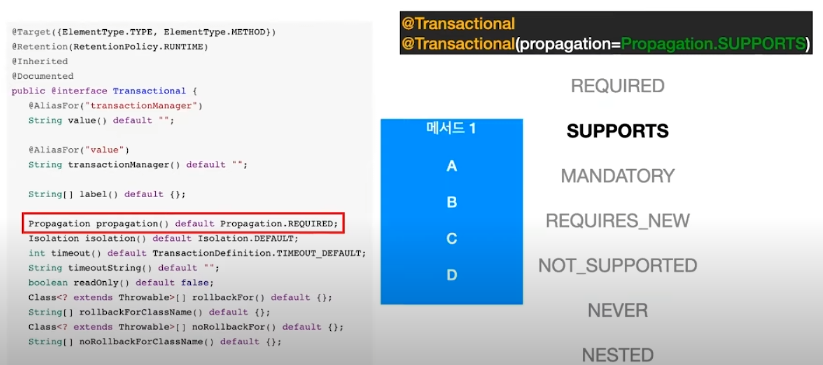 @Target({ElementType.TYPE, ElementType.METHOD})
@Retention(RetentionPolicy.RUNTIME)
@Inherited
@Documented
public @interface Transactional {
@AliasFor("transactionManager")
String value() default "";
@AliasFor("value")
String transactionManager() default "";
String[] label() default {};
Propagation propagation() default Propagation.REQUIRED;
Isolation isolation() default Isolation.DEFAULT;
int timeout() default TransactionDefinition.TIMEOUT_DEFAULT;
String timeoutString() default "";
boolean readOnly() default false;
Class<? extends Throwable>[] rollbackFor() default {};
String[] rollbackForClassName() default {};
Class<? extends Throwable>[] noRollbackFor() default {};
String[] noRollbackForClassName() default {};
@Transactional
@Transactional(propagation=Propagation.SUPPORTS)
메서드 1
A
B
C
D
REQUIRED
SUPPORTS
MANDATORY
REQUIRES_NEW
NOT_SUPPORTED
NEVER
NESTED